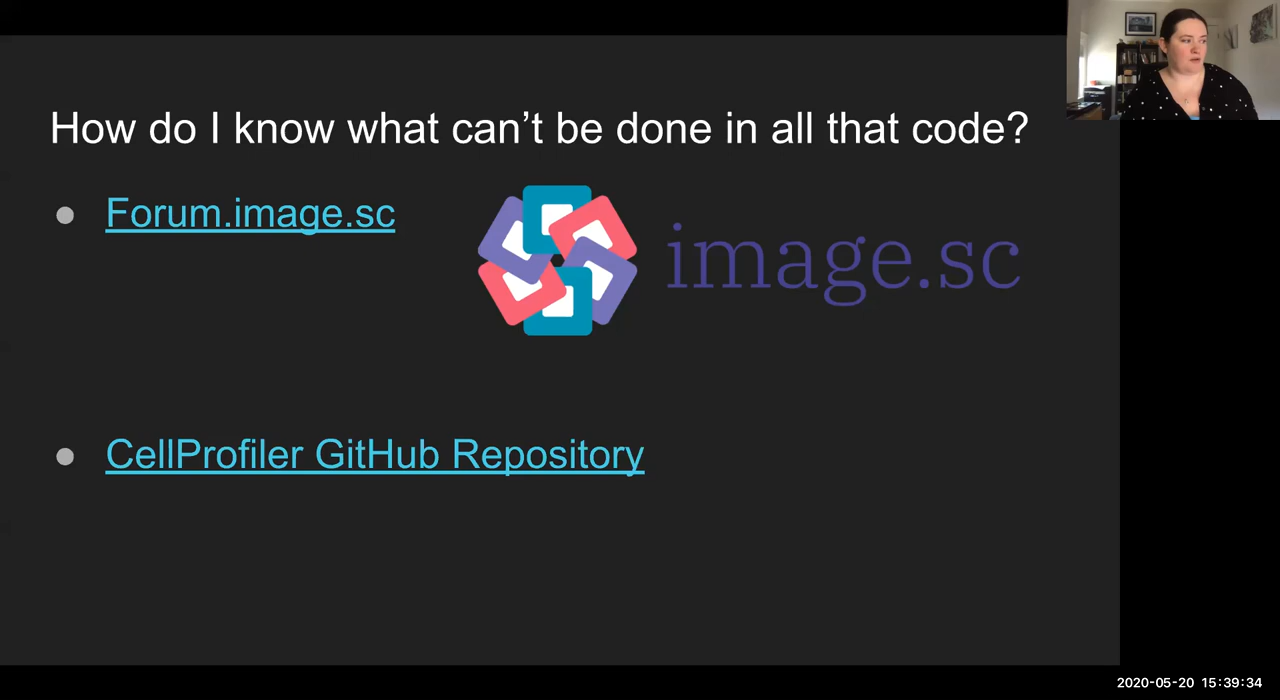 How do I know what can’t be done in all that code?
Forum.image.sc
image.sc
CellProfiler GitHub Repository
2020-05-20 15:39:34